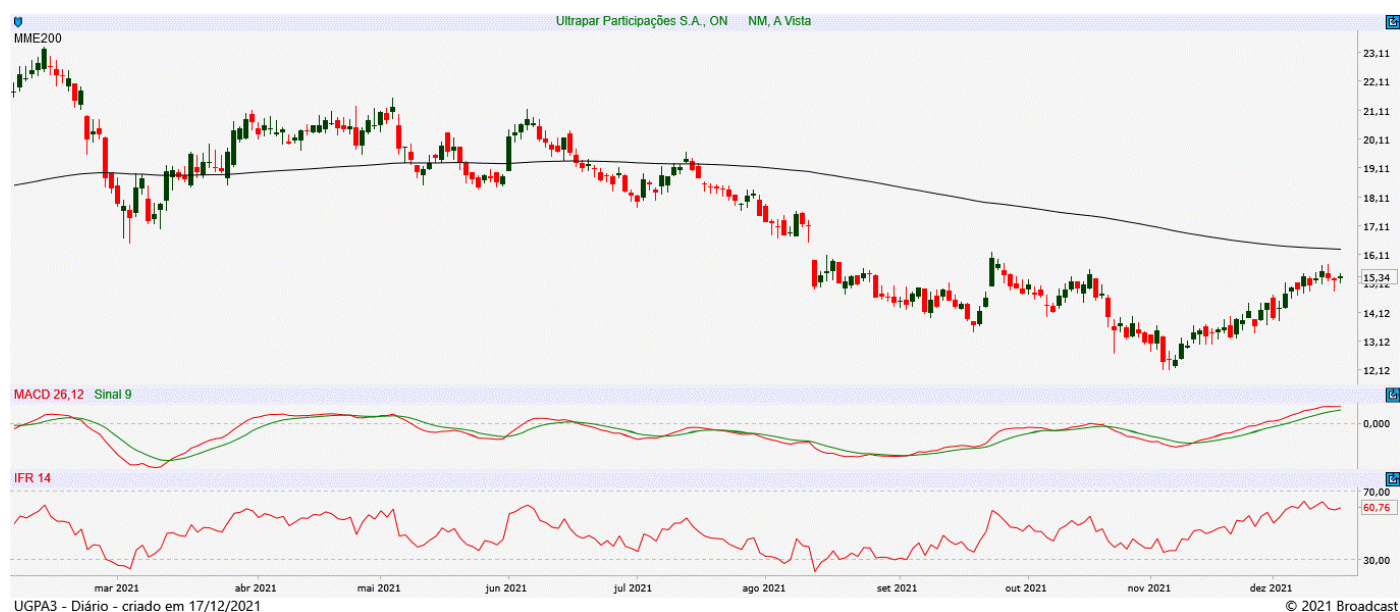 Ultrapar Participações S.A., ON NM, A Vista
MME200
23,11
22,11
21,11
20,11
19,11
18,11
17,11
16,11
15,34
15,12
14,12
13,12
12,12
MACD 26,12 Sinal 9
0,000
IFR 14
70,00
60,76
30,00
mar 2021 abr 2021 mai 2021 jun 2021 jul 2021 ago 2021 set 2021 out 2021 nov 2021 dez 2021
UGPA3 - Diário - criado em 17/12/2021 © 2021 Broadcast